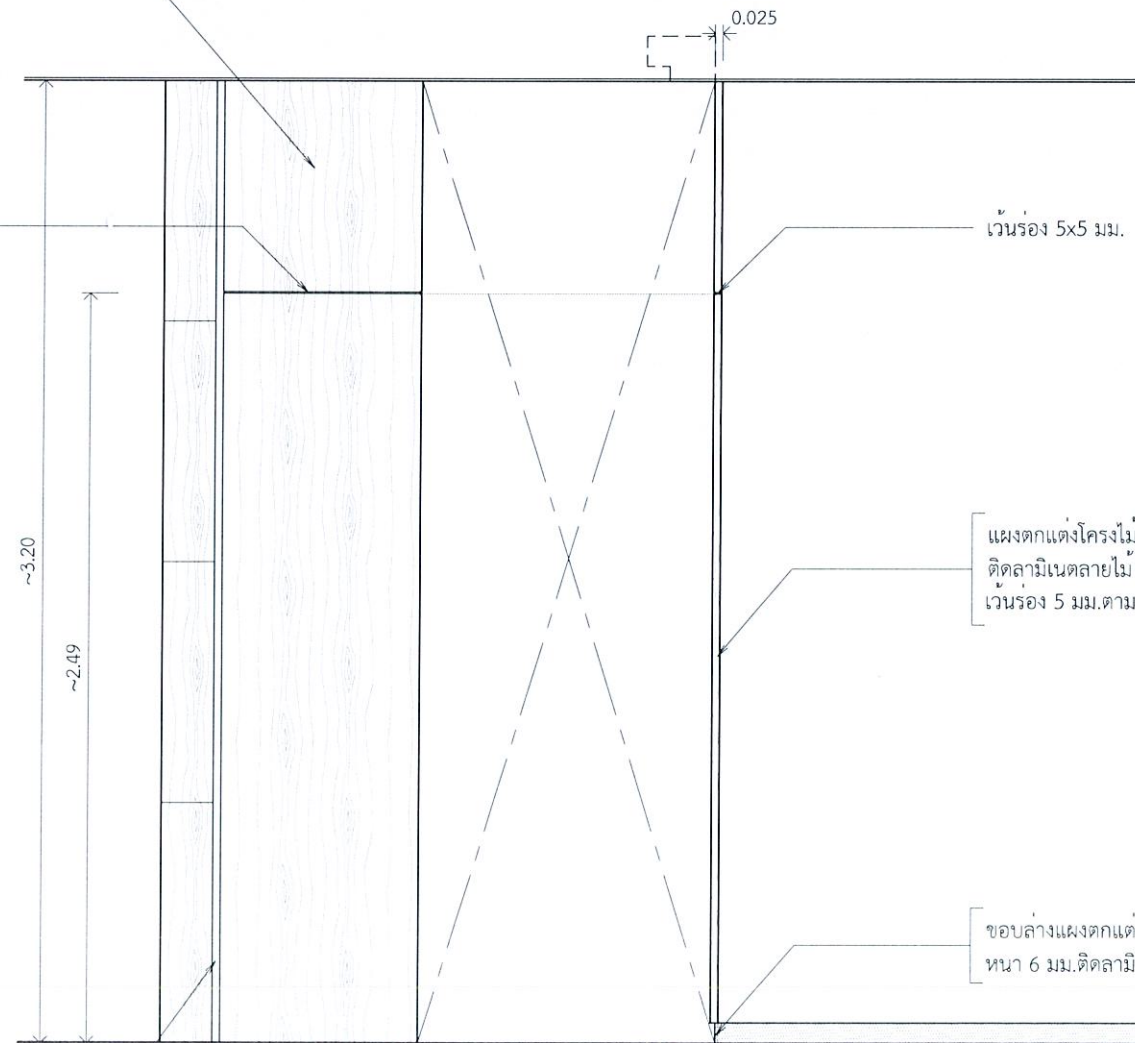 0.025
เว้นร่อง 5x5 มม.
~3.20
~2.49
แผงตกแต่งโครงไม้
ติดลามิเนตลายไม้
เว้นร่อง 5 มม.ตาม
ขอบล่างแผงตกแต่
หนา 6 มม.ติดลามิ